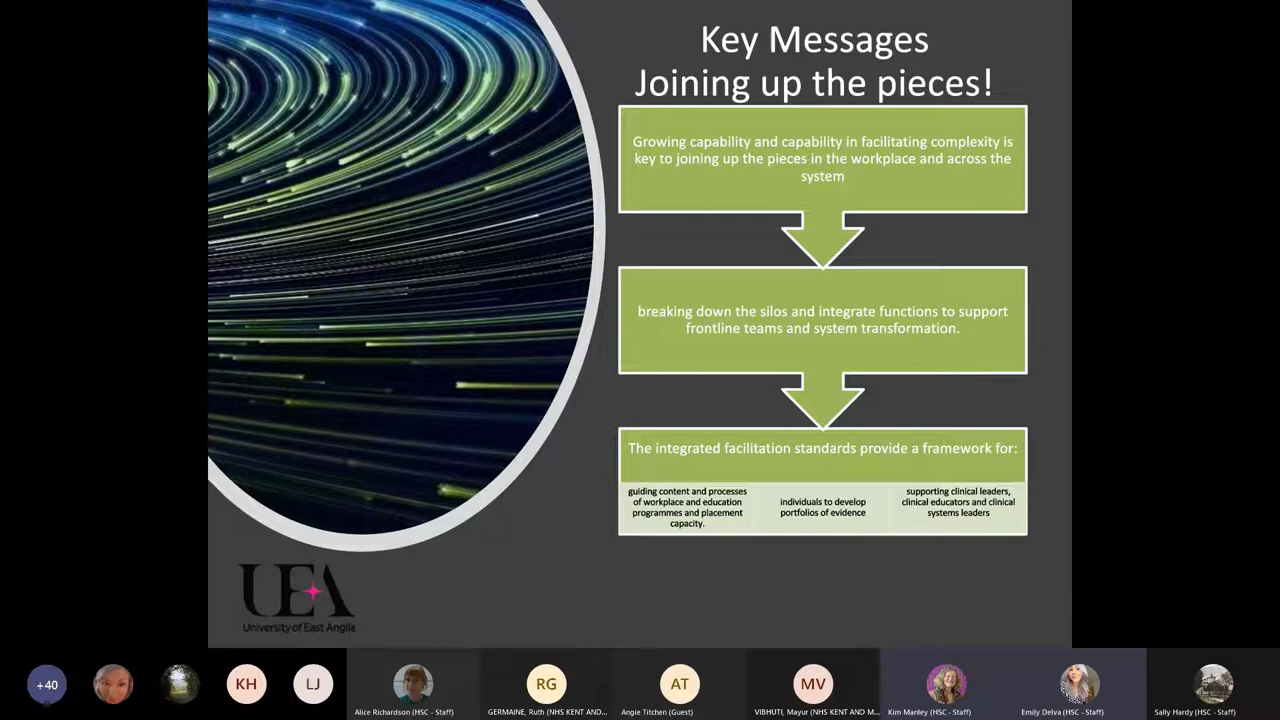 Key Messages
Joining up the pieces!
Growing capability and capability in facilitating complexity is
key to joining up the pieces in the workplace and across the
system
breaking down the silos and integrate functions to support
frontline teams and system transformation.
The integrated facilitation standards provide a framework for:
guiding content and processes
of workplace and education
programmes and placement
capacity.
individuals to develop
portfolios of evidence
supporting clinical leaders,
clinical educators and clinical
systems leaders
UEA
University of East Anglia
+40
KH
LJ
Alice Richardson (HSC - Staff)
RG
GERMAINE, Ruth (NHS KENT AND...
AT
Angie Titchen (Guest)
MV
VIBHUTI, Mayur (NHS KENT AND M...
Kim Manley (HSC - Staff)
Emily Delva (HSC - Staff)
Sally Hardy (HSC - Staff)